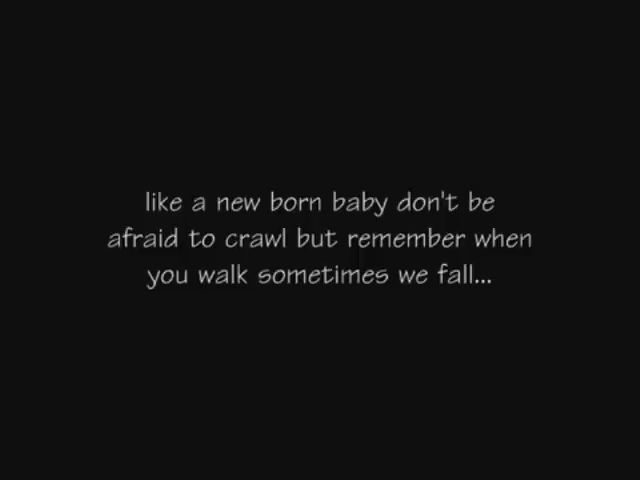 like a new born baby don't be
afraid to crawl but remember when
you walk sometimes we fall...